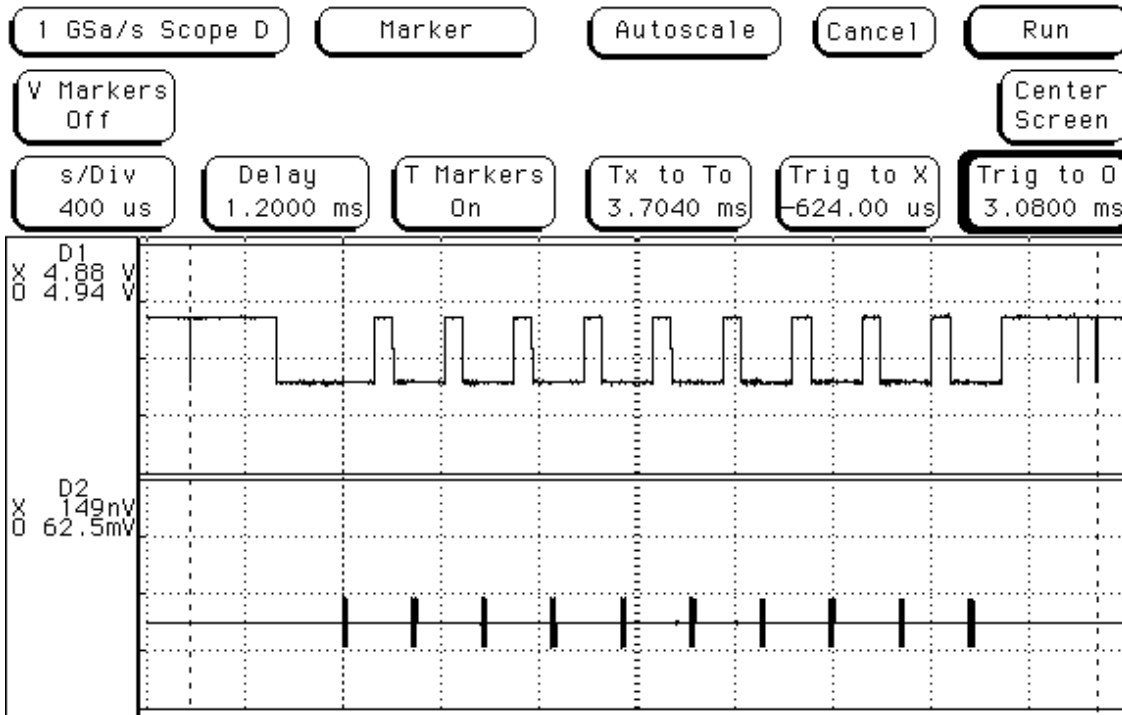 1 GSa/s Scope D
Marker
Autoscale
Cancel
Run
V Markers
Off
Center
Screen
s/Div
400 us
Delay
1.2000 ms
T Markers
On
Tx to To
3.7040 ms
Trig to X
-624.00 us
Trig to O
3.0800 ms
D1
X 4.88 V
O 4.94 V
D2
X 149nV
O 62.5mV